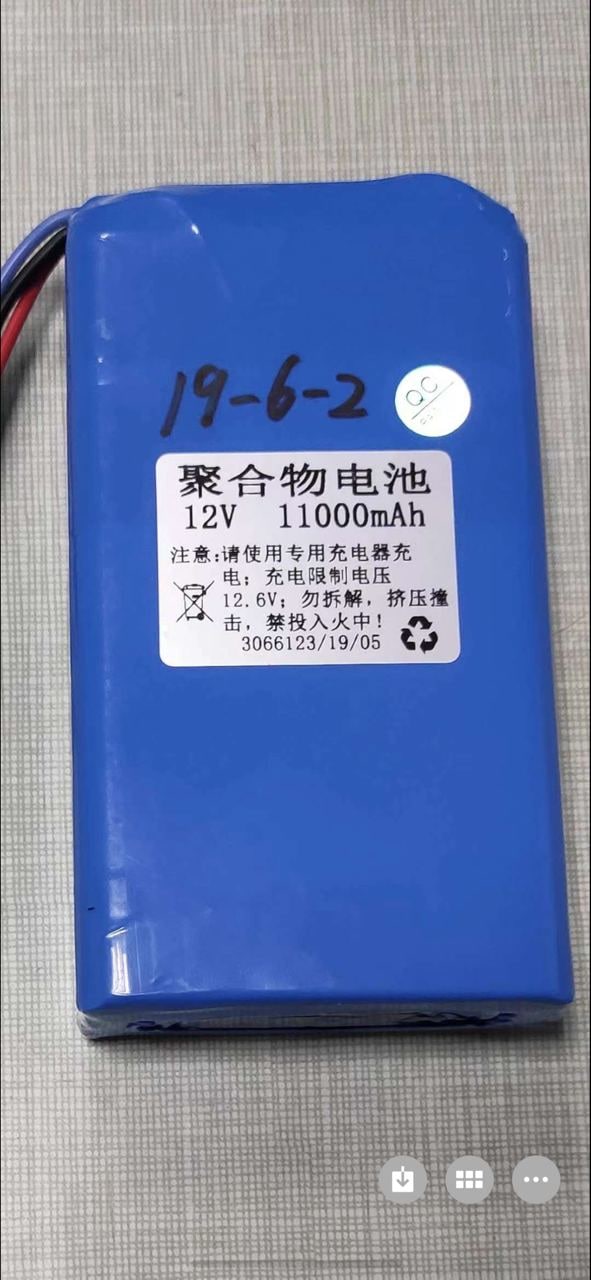 19-6-2
QC
聚合物电池
12V 11000mAh
注意:请使用专用充电器充
电; 充电限制电压
12.6V; 勿拆解, 挤压撞
击, 禁投入火中!
3066123/19/05